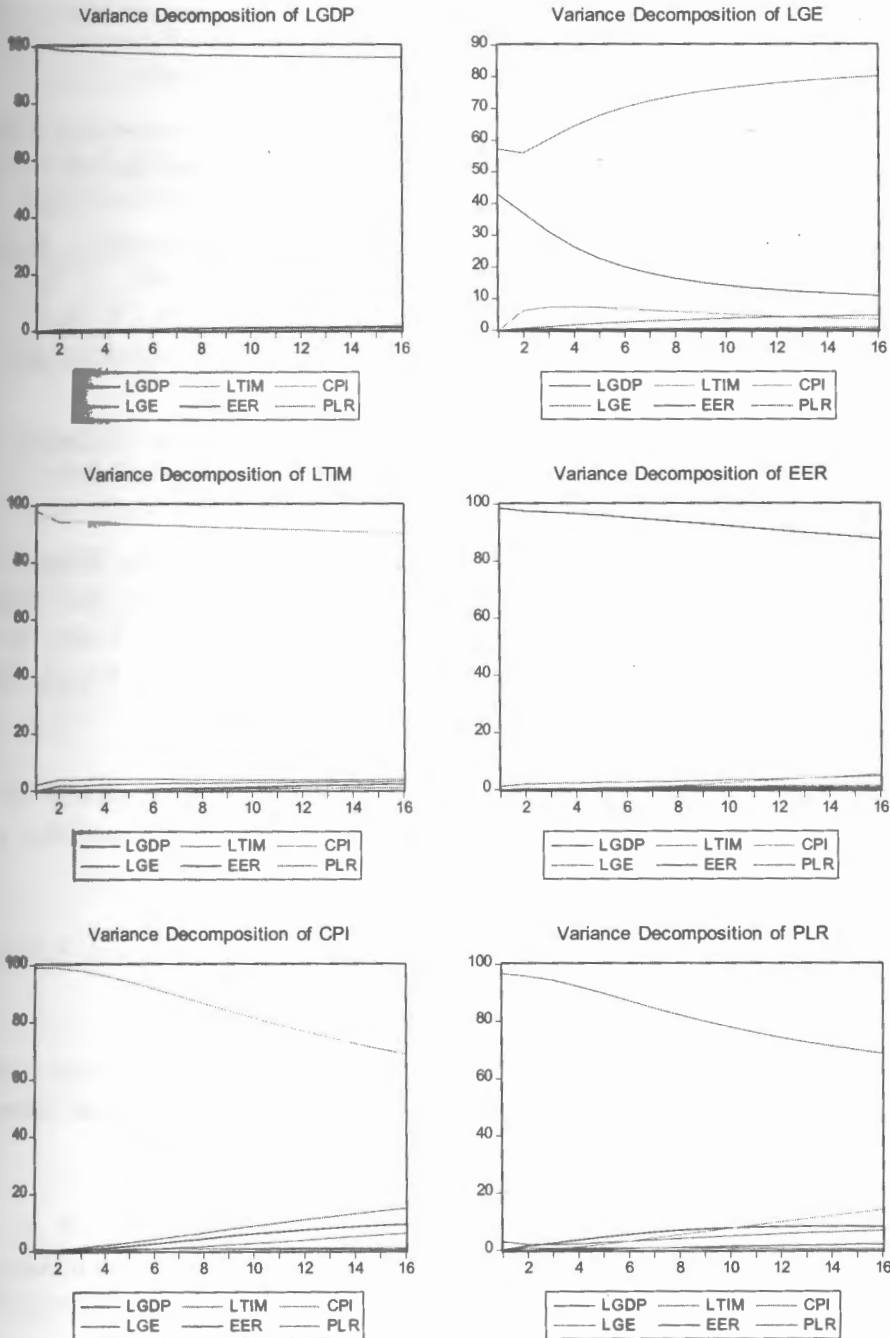 Variance Decomposition of LGDP
100
80
60
40
20
0
2 4 6 8 10 12 14 16
LGDP LTIM CPI
LGE EER PLR
Variance Decomposition of LGE
90
80
70
60
50
40
30
20
10
0
2 4 6 8 10 12 14 16
LGDP LTIM CPI
LGE EER PLR
Variance Decomposition of LTIM
100
80
60
40
20
0
2 4 6 8 10 12 14 16
LGDP LTIM CPI
LGE EER PLR
Variance Decomposition of EER
100
80
60
40
20
0
2 4 6 8 10 12 14 16
LGDP LTIM CPI
LGE EER PLR
Variance Decomposition of CPI
100
80
60
40
20
0
2 4 6 8 10 12 14 16
LGDP LTIM CPI
LGE EER PLR
Variance Decomposition of PLR
100
80
60
40
20
0
2 4 6 8 10 12 14 16
LGDP LTIM CPI
LGE EER PLR